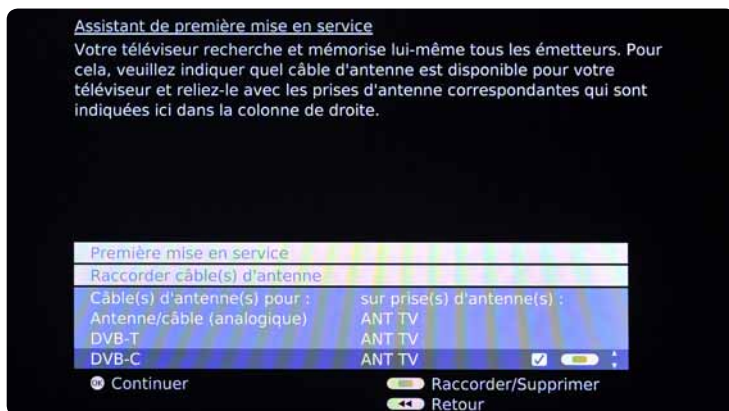 Assistant de première mise en service
Votre téléviseur recherche et mémorise lui-même tous les émetteurs. Pour
cela, veuillez indiquer quel câble d'antenne est disponible pour votre
téléviseur et reliez-le avec les prises d'antenne correspondantes qui sont
indiquées ici dans la colonne de droite.
Première mise en service
Raccorder câble(s) d'antenne
Câble(s) d'antenne(s) pour : sur prise(s) d'antenne(s) :
Antenne/câble (analogique) ANT TV
DVB-T ANT TV
DVB-C ANT TV
OK Continuer Raccorder/Supprimer
Retour